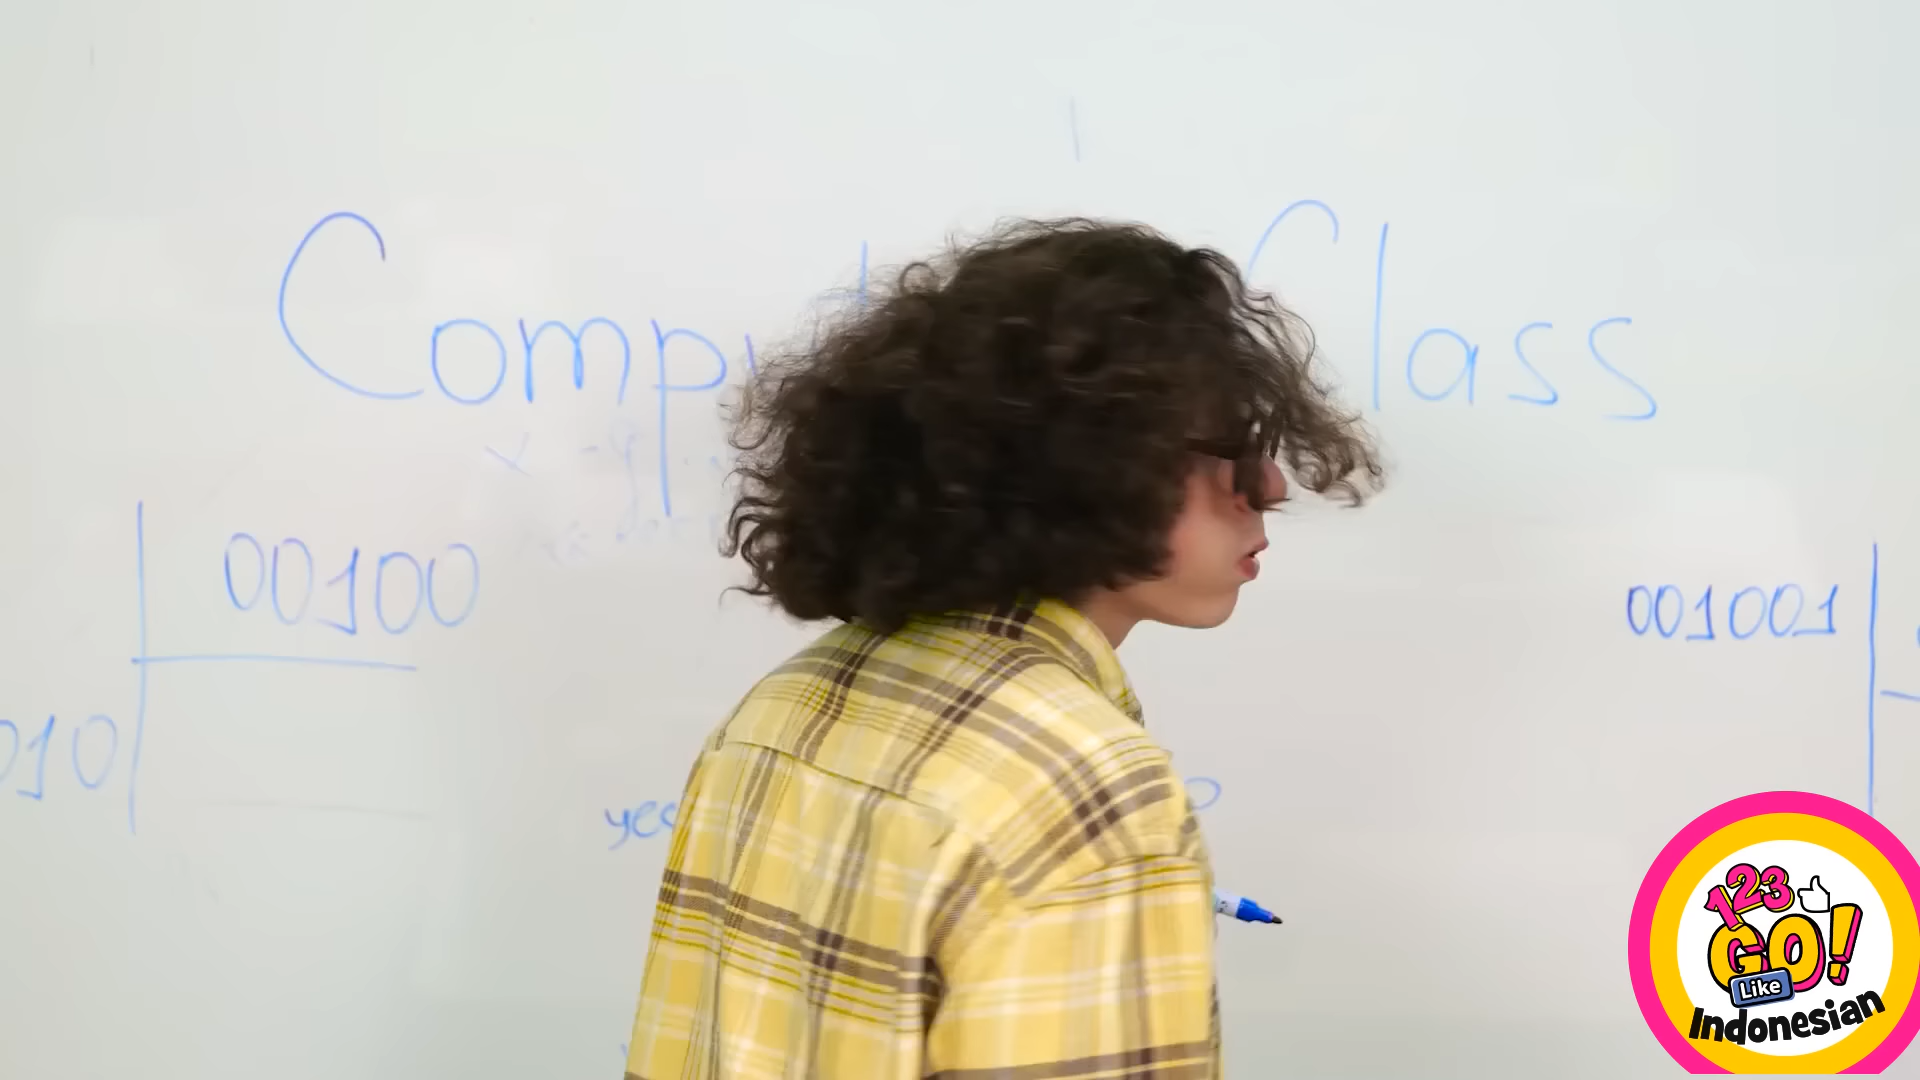 Comp Class
00100
001001
010
yes
123
GO!
Like
Indonesian